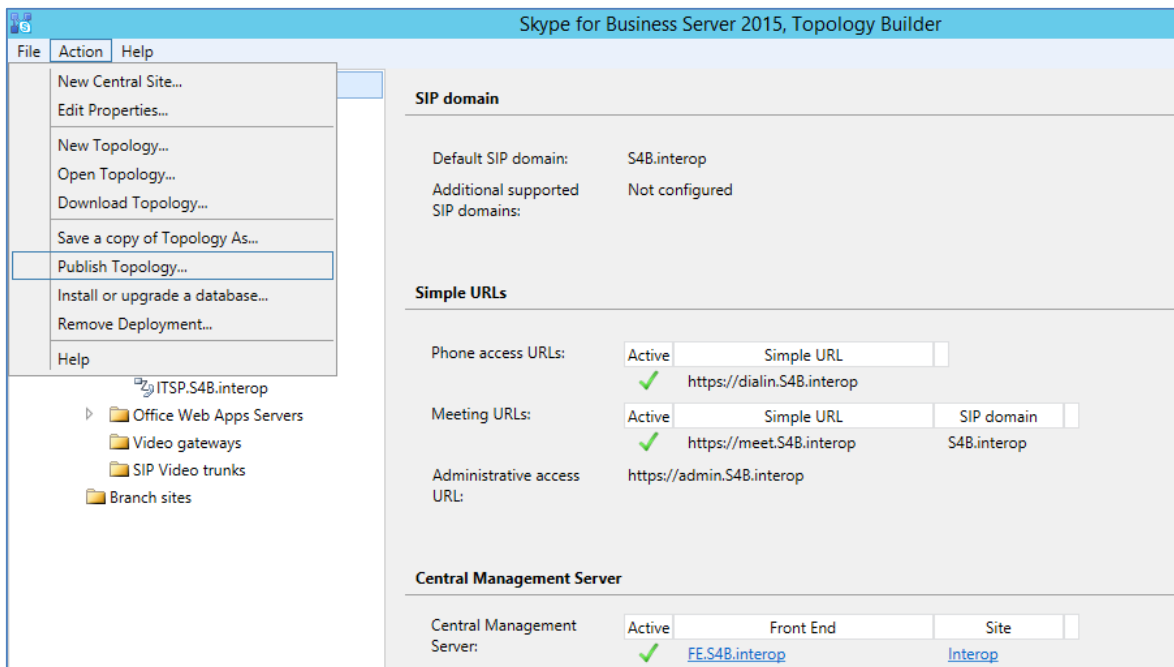 Skype for Business Server 2015, Topology Builder
File Action Help
New Central Site...
Edit Properties...
New Topology...
Open Topology...
Download Topology...
Save a copy of Topology As...
Publish Topology...
Install or upgrade a database...
Remove Deployment...
Help
ITSP.S4B.interop
Office Web Apps Servers
Video gateways
SIP Video trunks
Branch sites
SIP domain
Default SIP domain: S4B.interop
Additional supported Not configured
SIP domains:
Simple URLs
Phone access URLs: Active Simple URL
https://dialin.S4B.interop
Meeting URLs: Active Simple URL SIP domain
https://meet.S4B.interop S4B.interop
Administrative access https://admin.S4B.interop
URL:
Central Management Server
Central Management Active Front End Site
Server: FE.S4B.interop Interop